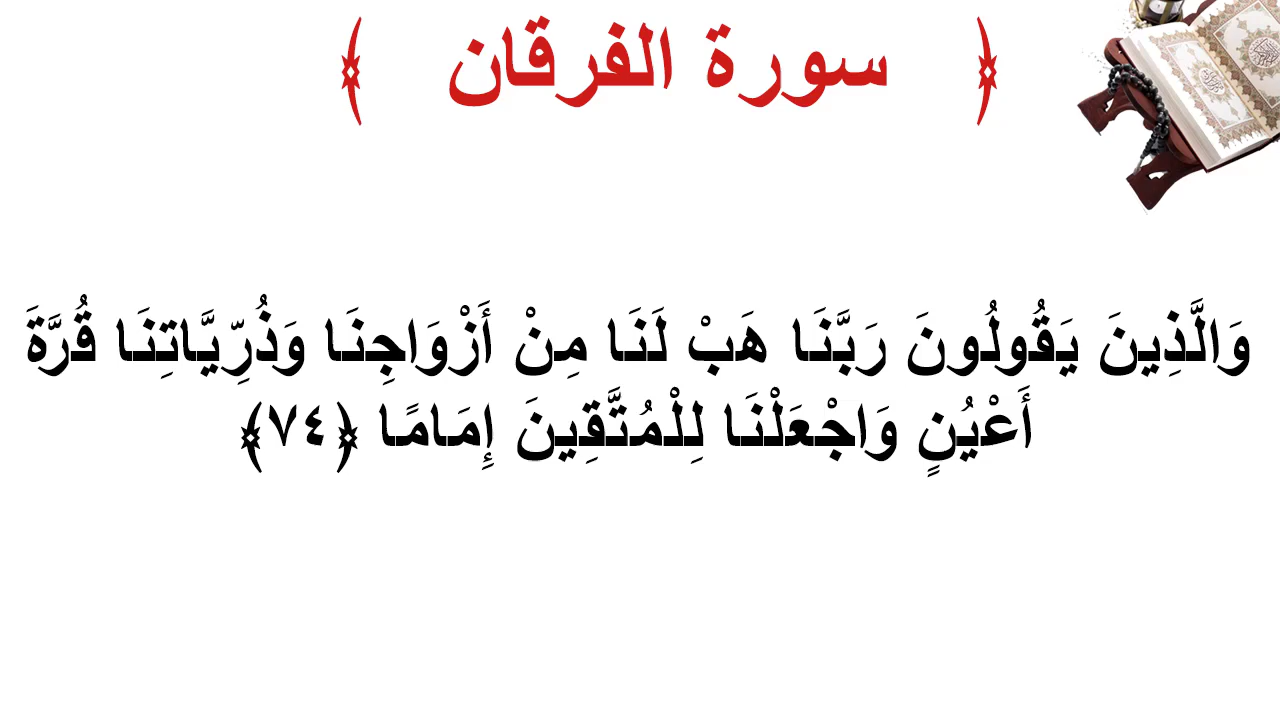 ﴿ سورة الفرقان ﴾
وَالَّذِينَ يَقُولُونَ رَبَّنَا هَبْ لَنَا مِنْ أَزْوَاجِنَا وَذُرِّيَّاتِنَا قُرَّةَ
أَعْيُنٍ وَاجْعَلْنَا لِلْمُتَّقِينَ إِمَامًا ﴿٧٤﴾